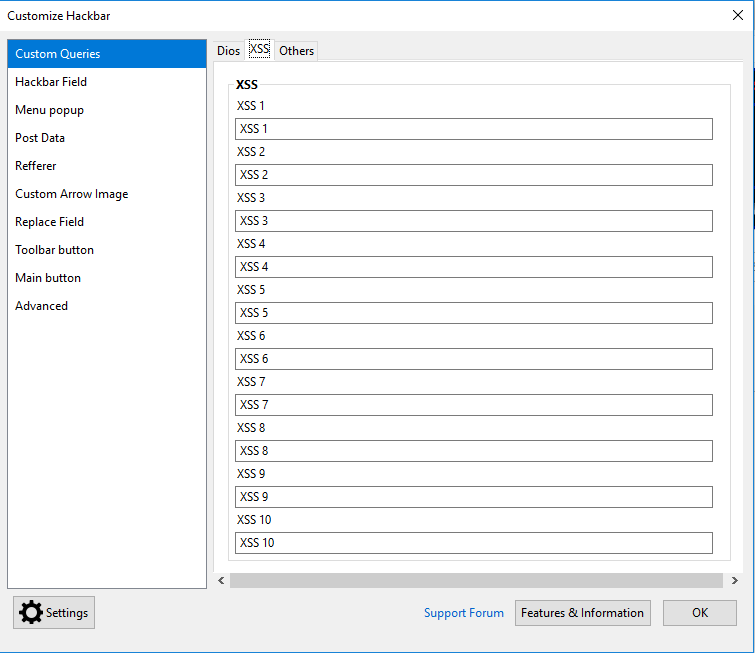 Customize Hackbar
Custom Queries
Hackbar Field
Menu popup
Post Data
Refferer
Custom Arrow Image
Replace Field
Toolbar button
Main button
Advanced
Dios XSS Others
XSS
XSS 1
XSS 1
XSS 2
XSS 2
XSS 3
XSS 3
XSS 4
XSS 4
XSS 5
XSS 5
XSS 6
XSS 6
XSS 7
XSS 7
XSS 8
XSS 8
XSS 9
XSS 9
XSS 10
XSS 10
Settings
Support Forum
Features & Information
OK